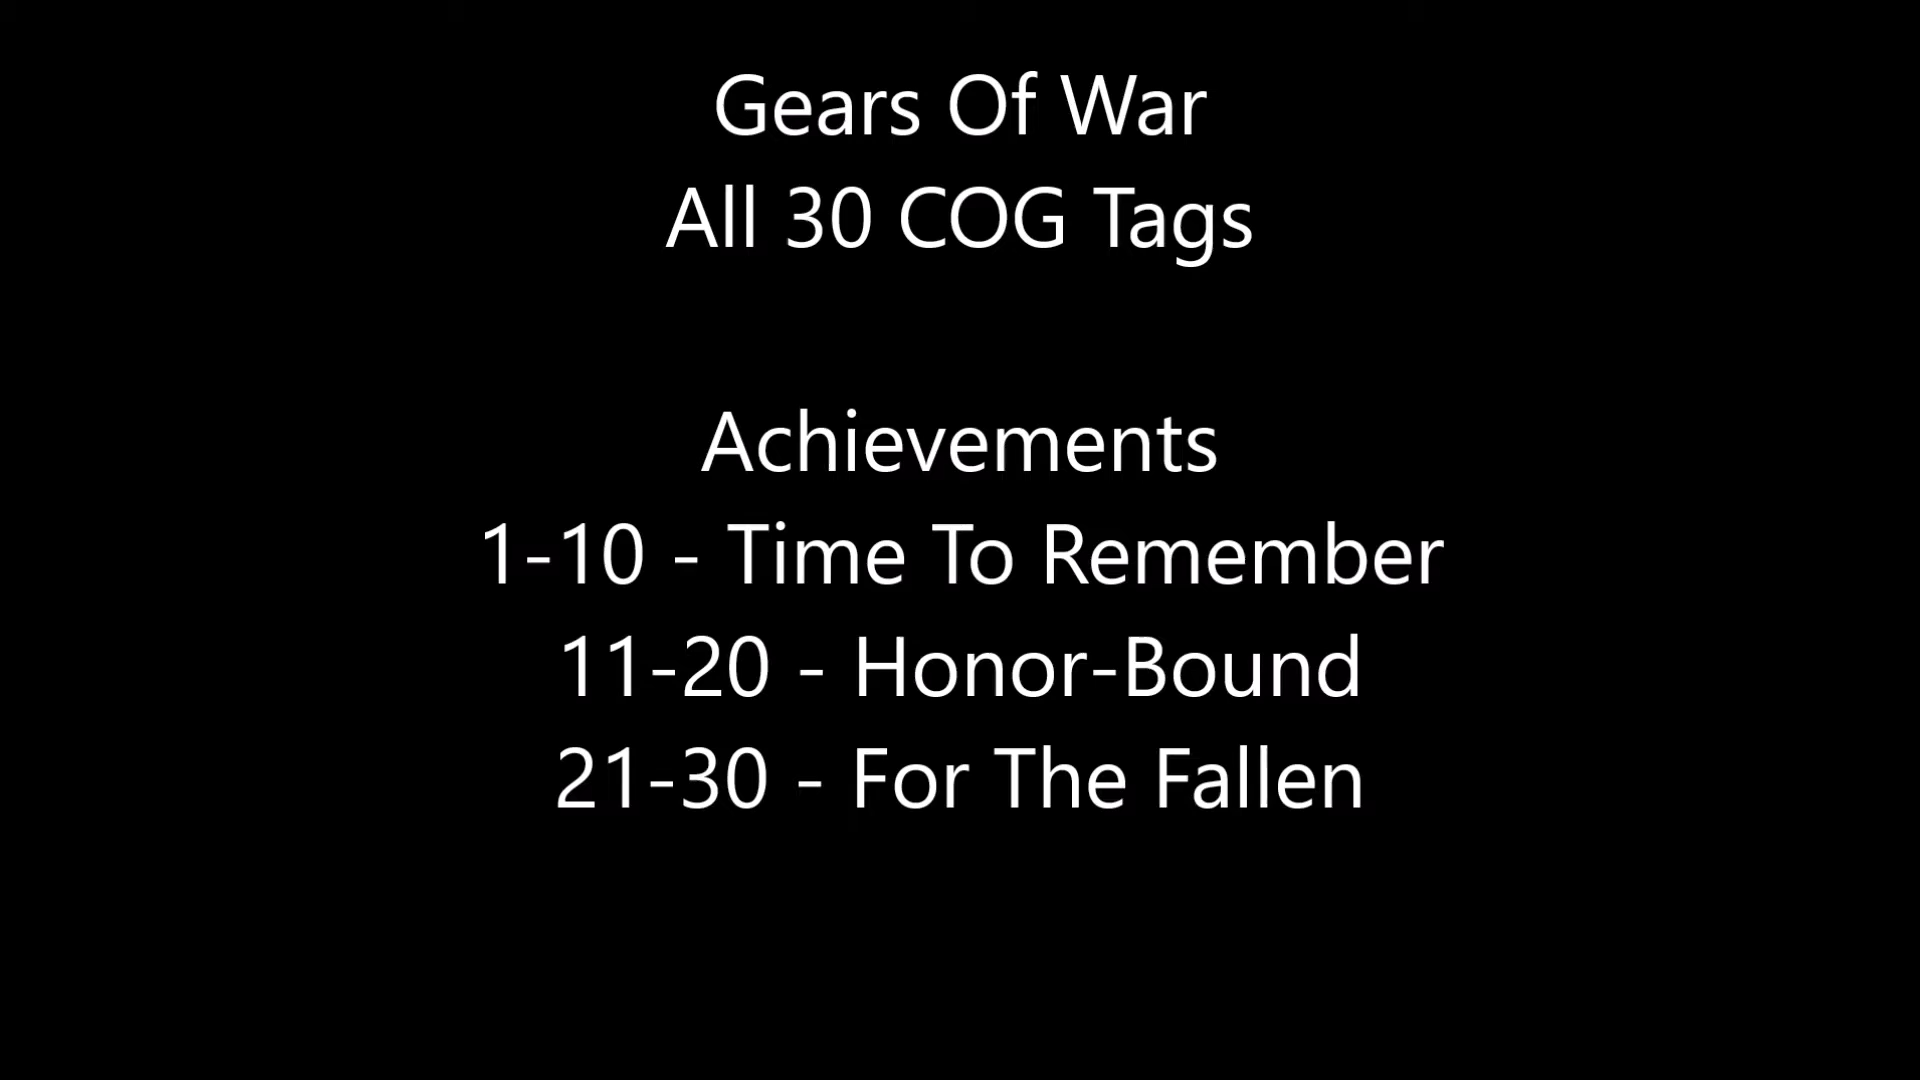 Gears Of War
All 30 COG Tags
Achievements
1-10 - Time To Remember
11-20 - Honor-Bound
21-30 - For The Fallen